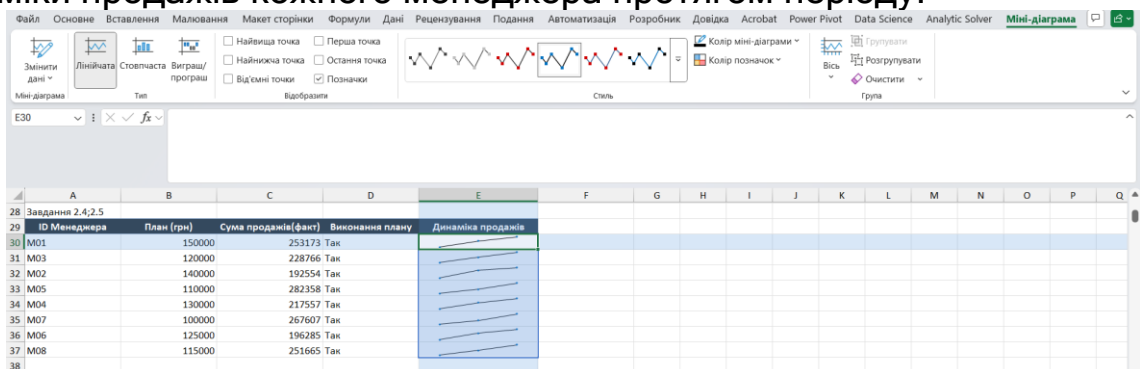 міки продажів кожного менеджера протягом періоду.
Файл Основне Вставлення Малювання Макет сторінки Формули Дані Рецензування Подання Автоматизація Розробник Довідка Acrobat Power Pivot Data Science Analytic Solver Міні-діаграма
Змінити дані
Лінійчата Стовпчаста Виграш/програш
Найвища точка Перша точка
Найнижча точка Остання точка
Від'ємні точки Позначки
Колір міні-діаграми
Колір позначок
Вісь
Групувати
Розгрупувати
Очистити
Міні-діаграма Тип Відобразити Стиль Група
E30 fx
A B C D E F G H I J K L M N O P Q
28 Завдання 2.4;2.5
29 ID Менеджера План (грн) Сума продажів(факт) Виконання плану Динаміка продажів
30 M01 150000 253173 Так
31 M03 120000 228766 Так
32 M02 140000 192554 Так
33 M05 110000 282358 Так
34 M04 130000 217557 Так
35 M07 100000 267607 Так
36 M06 125000 196285 Так
37 M08 115000 251665 Так
38